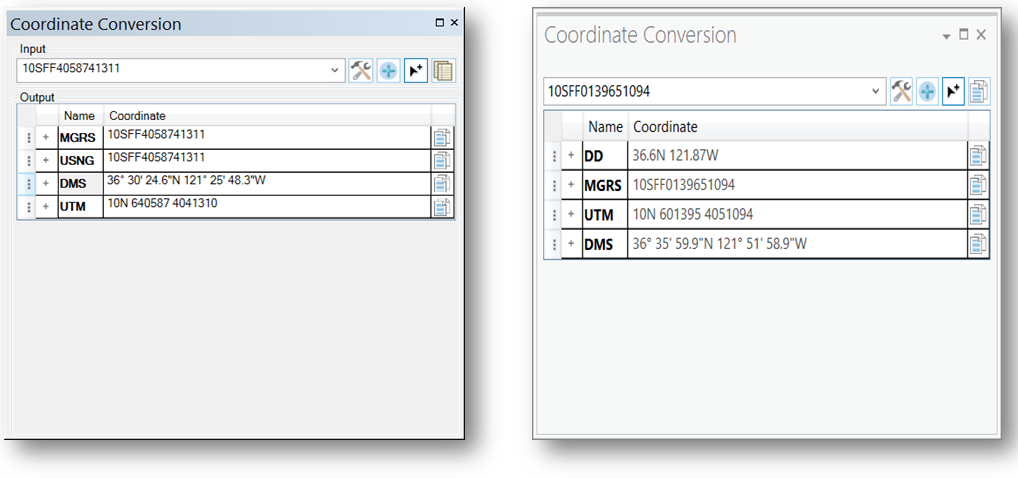 Coordinate Conversion
Input
10SFF4058741311
Output
Name Coordinate
+ MGRS 10SFF4058741311
+ USNG 10SFF4058741311
+ DMS 36° 30' 24.6"N 121° 25' 48.3"W
+ UTM 10N 640587 4041310
Coordinate Conversion
10SFF0139651094
Name Coordinate
+ DD 36.6N 121.87W
+ MGRS 10SFF0139651094
+ UTM 10N 601395 4051094
+ DMS 36° 35' 59.9"N 121° 51' 58.9"W